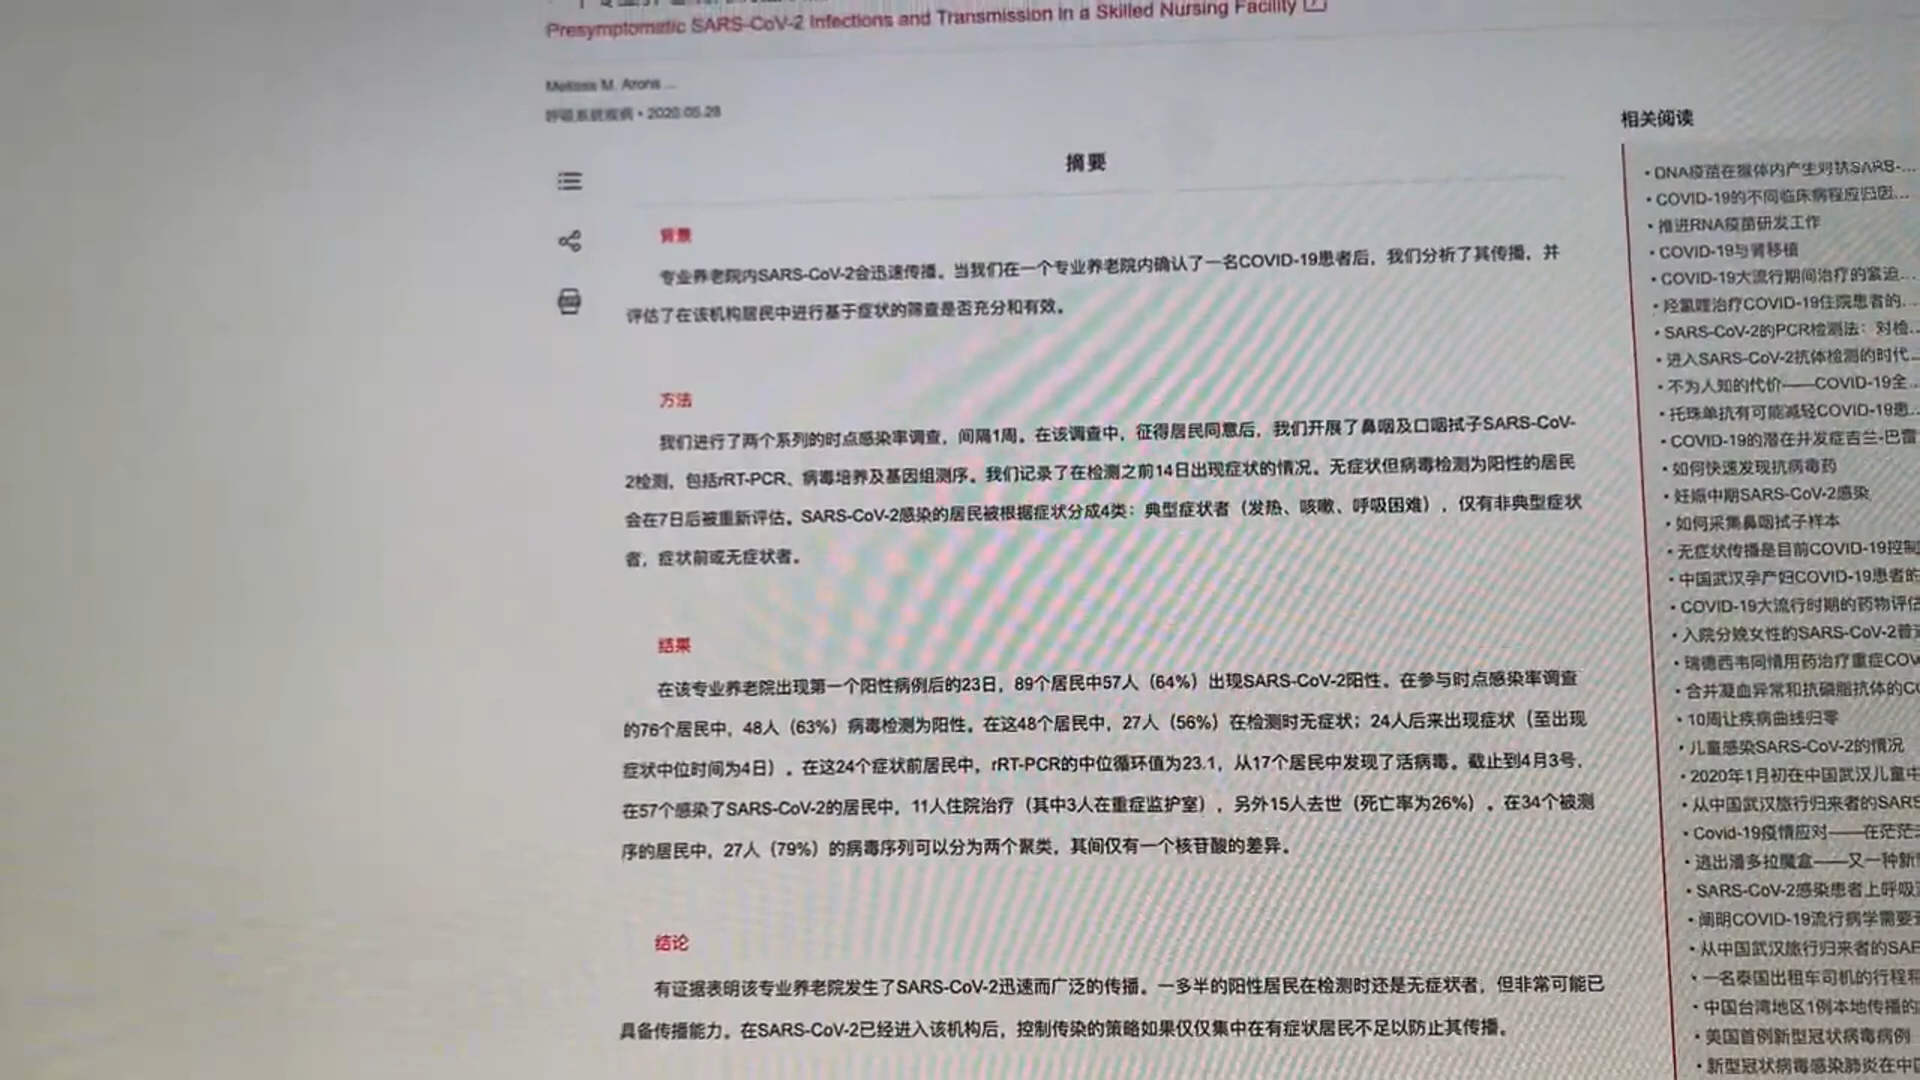 Presymptomatic SARS-CoV-2 Infections and Transmission in a Skilled Nursing Facility
Melissa M. Arons ...
呼吸系统疾病 • 2020.05.28
摘要
背景
专业养老院内SARS-CoV-2会迅速传播。当我们在一个专业养老院内确认了一名COVID-19患者后，我们分析了其传播，并
评估了在该机构居民中进行基于症状的筛查是否充分和有效。
方法
我们进行了两个系列的时点感染率调查，间隔1周。在该调查中，征得居民同意后，我们开展了鼻咽及口咽拭子SARS-CoV-
2检测，包括rRT-PCR、病毒培养及基因组测序。我们记录了在检测之前14日出现症状的情况。无症状但病毒检测为阳性的居民
会在7日后被重新评估。SARS-CoV-2感染的居民被根据症状分成4类：典型症状者（发热、咳嗽、呼吸困难），仅有非典型症状
者，症状前或无症状者。
结果
在该专业养老院出现第一个阳性病例后的23日，89个居民中57人（64%）出现SARS-CoV-2阳性。在参与时点感染率调查
的76个居民中，48人（63%）病毒检测为阳性。在这48个居民中，27人（56%）在检测时无症状；24人后来出现症状（至出现
症状中位时间为4日）。在这24个症状前居民中，rRT-PCR的中位循环值为23.1，从17个居民中发现了活病毒。截止到4月3号，
在57个感染了SARS-CoV-2的居民中，11人住院治疗（其中3人在重症监护室），另外15人去世（死亡率为26%）。在34个被测
序的居民中，27人（79%）的病毒序列可以分为两个聚类，其间仅有一个核苷酸的差异。
结论
有证据表明该专业养老院发生了SARS-CoV-2迅速而广泛的传播。一多半的阳性居民在检测时还是无症状者，但非常可能已
具备传播能力。在SARS-CoV-2已经进入该机构后，控制传染的策略如果仅仅集中在有症状居民不足以防止其传播。
相关阅读
• DNA疫苗在猴体内产生对抗SARS-...
• COVID-19的不同临床病程应归因...
• 推进RNA疫苗研发工作
• COVID-19与肾移植
• COVID-19大流行期间治疗的紧迫...
• 羟氯喹治疗COVID-19住院患者的...
• SARS-CoV-2的PCR检测法：对检...
• 进入SARS-CoV-2抗体检测的时代...
• 不为人知的代价——COVID-19全...
• 托珠单抗有可能减轻COVID-19患...
• COVID-19的潜在并发症吉兰-巴雷
• 如何快速发现抗病毒药
• 妊娠中期SARS-CoV-2感染
• 如何采集鼻咽拭子样本
• 无症状传播是目前COVID-19控制
• 中国武汉孕产妇COVID-19患者的
• COVID-19大流行时期的药物评估
• 入院分娩女性的SARS-CoV-2普
• 瑞德西韦同情用药治疗重症COV
• 合并凝血异常和抗磷脂抗体的CO
• 10周让疾病曲线归零
• 儿童感染SARS-CoV-2的情况
• 2020年1月初在中国武汉儿童中
• 从中国武汉旅行归来者的SARS
• Covid-19疫情应对——在茫茫
• 逃出潘多拉魔盒——又一种新
• SARS-CoV-2感染患者上呼吸
• 阐明COVID-19流行病学需要
• 从中国武汉旅行归来者的SAR
• 一名泰国出租车司机的行程
• 中国台湾地区1例本地传播的
• 美国首例新型冠状病毒病例
• 新型冠状病毒感染肺炎在中